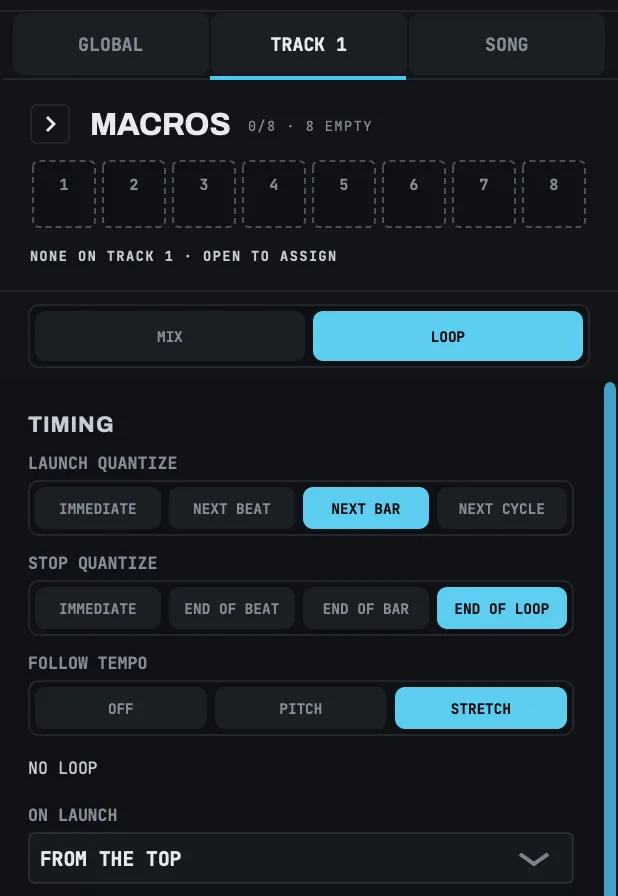 GLOBAL TRACK 1 SONG
MACROS 0/8 · 8 EMPTY
1 2 3 4 5 6 7 8
NONE ON TRACK 1 · OPEN TO ASSIGN
MIX LOOP
TIMING
LAUNCH QUANTIZE
IMMEDIATE NEXT BEAT NEXT BAR NEXT CYCLE
STOP QUANTIZE
IMMEDIATE END OF BEAT END OF BAR END OF LOOP
FOLLOW TEMPO
OFF PITCH STRETCH
NO LOOP
ON LAUNCH
FROM THE TOP